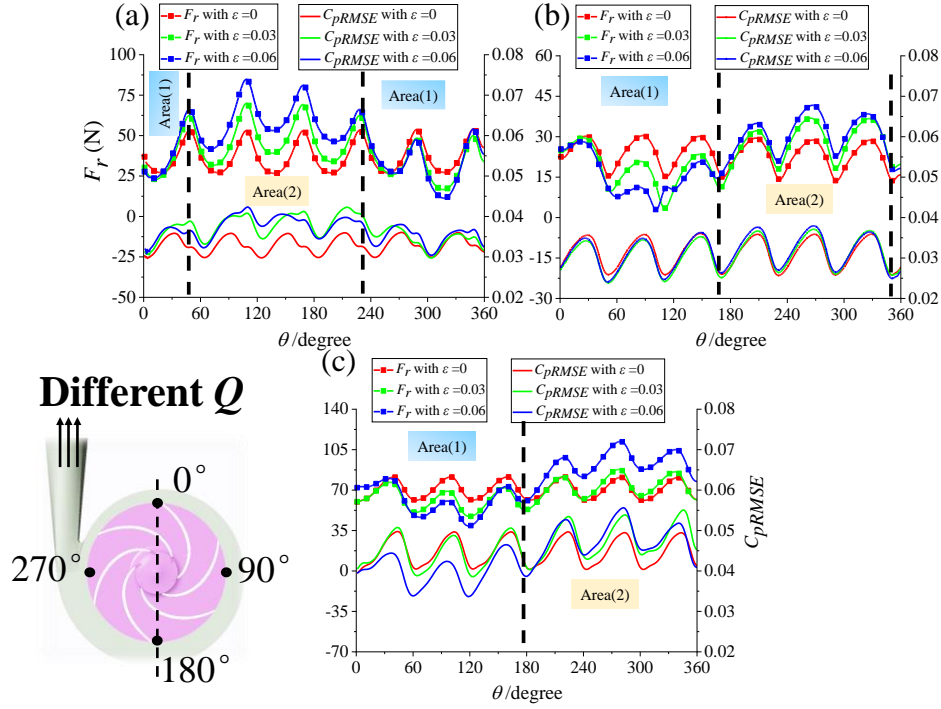 (a)
F_r with ε=0
F_r with ε=0.03
F_r with ε=0.06
C_pRMSE with ε=0
C_pRMSE with ε=0.03
C_pRMSE with ε=0.06
F_r (N)
100
75
50
25
0
-25
-50
0.08
0.07
0.06
0.05
0.04
0.03
0.02
Area(1)
Area(2)
Area(1)
0 60 120 180 240 300 360
θ /degree
(b)
F_r with ε=0
F_r with ε=0.03
F_r with ε=0.06
C_pRMSE with ε=0
C_pRMSE with ε=0.03
C_pRMSE with ε=0.06
60
45
30
15
0
-15
-30
0.08
0.07
0.06
0.05
0.04
0.03
0.02
Area(1)
Area(2)
0 60 120 180 240 300 360
θ /degree
Different Q
0°
270°
90°
180°
(c)
F_r with ε=0
F_r with ε=0.03
F_r with ε=0.06
C_pRMSE with ε=0
C_pRMSE with ε=0.03
C_pRMSE with ε=0.06
140
105
70
35
0
-35
-70
0.08
0.07
0.06
0.05
0.04
0.03
0.02
C_pRMSE
Area(1)
Area(2)
0 60 120 180 240 300 360
θ /degree